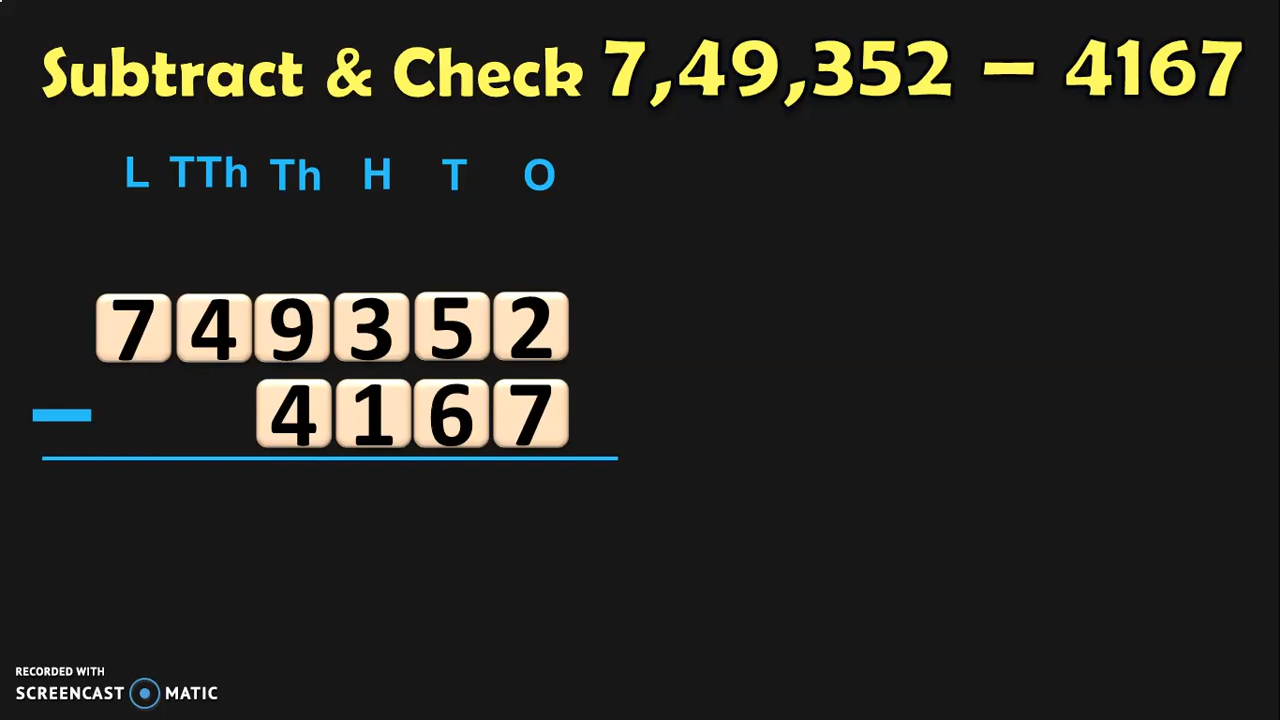 Subtract & Check 7,49,352 − 4167
L TTh Th H T O
7 4 9 3 5 2
− 4 1 6 7
RECORDED WITH
SCREENCAST MATIC